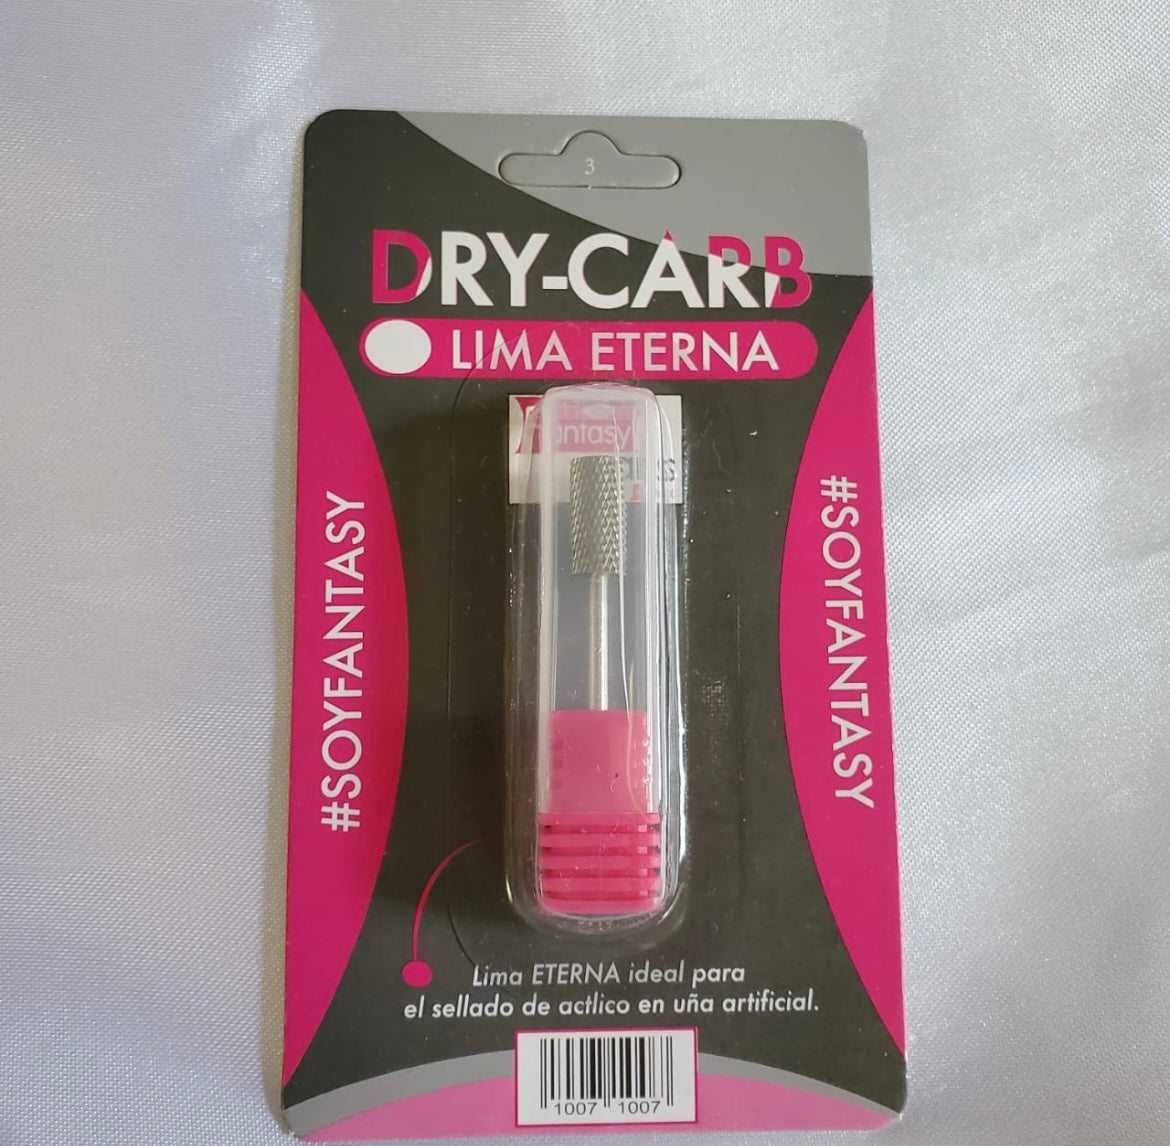 3
DRY-CARB
LIMA ETERNA
Fantasy
#SOYFANTASY
#SOYFANTASY
Lima ETERNA ideal para
el sellado de actlico en uña artificial.
1007 1007